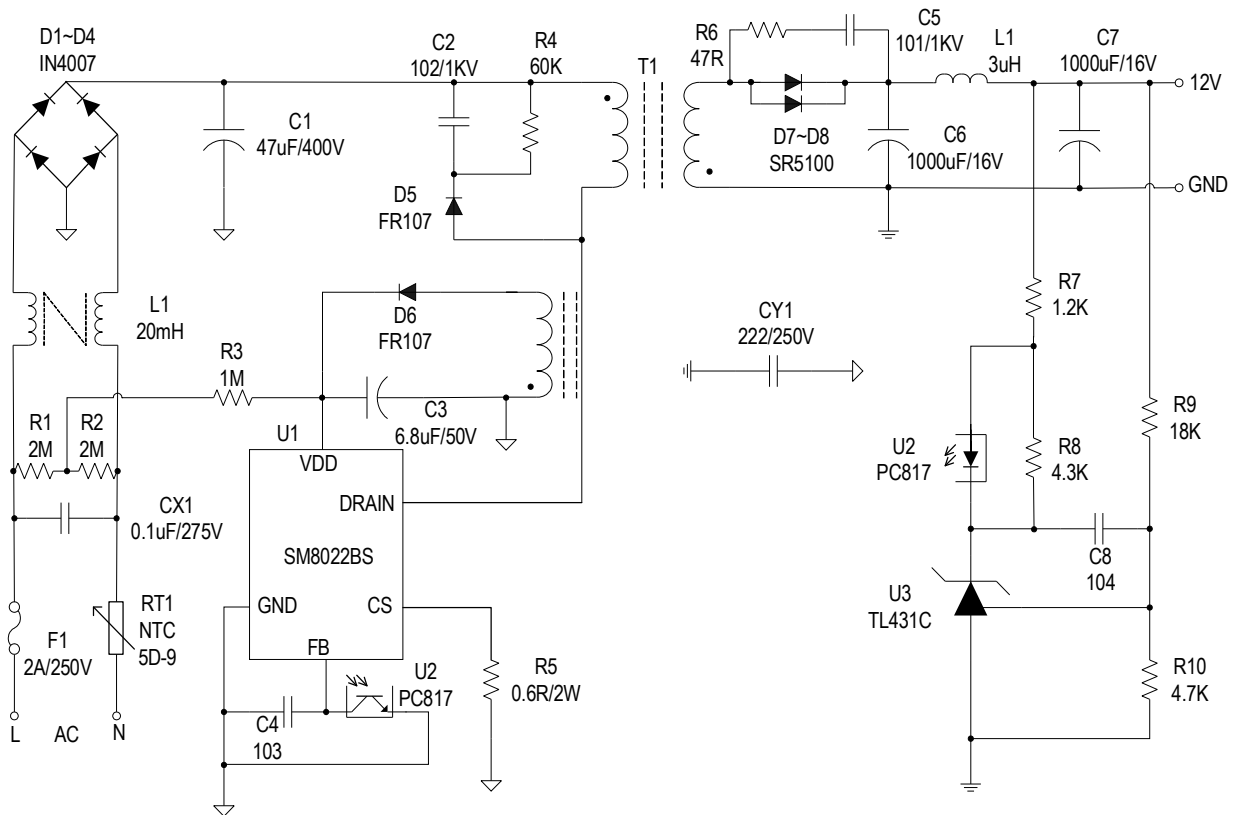 D1~D4
IN4007
C1
47uF/400V
C2
102/1KV
R4
60K
D5
FR107
T1
R6
47R
C5
101/1KV
D7~D8
SR5100
C6
1000uF/16V
L1
3uH
C7
1000uF/16V
12V
GND
L1
20mH
R3
1M
D6
FR107
C3
6.8uF/50V
CY1
222/250V
R1
2M
R2
2M
CX1
0.1uF/275V
F1
2A/250V
RT1
NTC
5D-9
L
AC
N
U1
VDD
DRAIN
SM8022BS
GND
CS
FB
C4
103
U2
PC817
R5
0.6R/2W
R7
1.2K
U2
PC817
R8
4.3K
R9
18K
C8
104
U3
TL431C
R10
4.7K